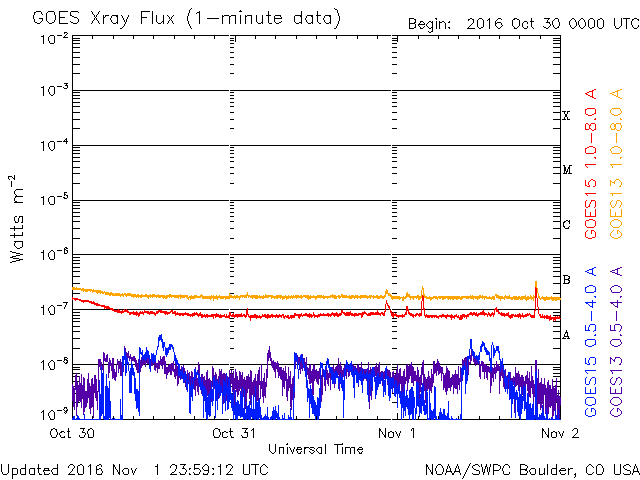 GOES Xray Flux (1-minute data)
Begin: 2016 Oct 30 0000 UTC
10⁻²
10⁻³
10⁻⁴
10⁻⁵
10⁻⁶
10⁻⁷
10⁻⁸
10⁻⁹
Watts m⁻²
X
M
C
B
A
GOES15 1.0-8.0 A
GOES13 1.0-8.0 A
GOES15 0.5-4.0 A
GOES13 0.5-4.0 A
Oct 30
Oct 31
Nov 1
Nov 2
Universal Time
Updated 2016 Nov 1 23:59:12 UTC
NOAA/SWPC Boulder, CO USA